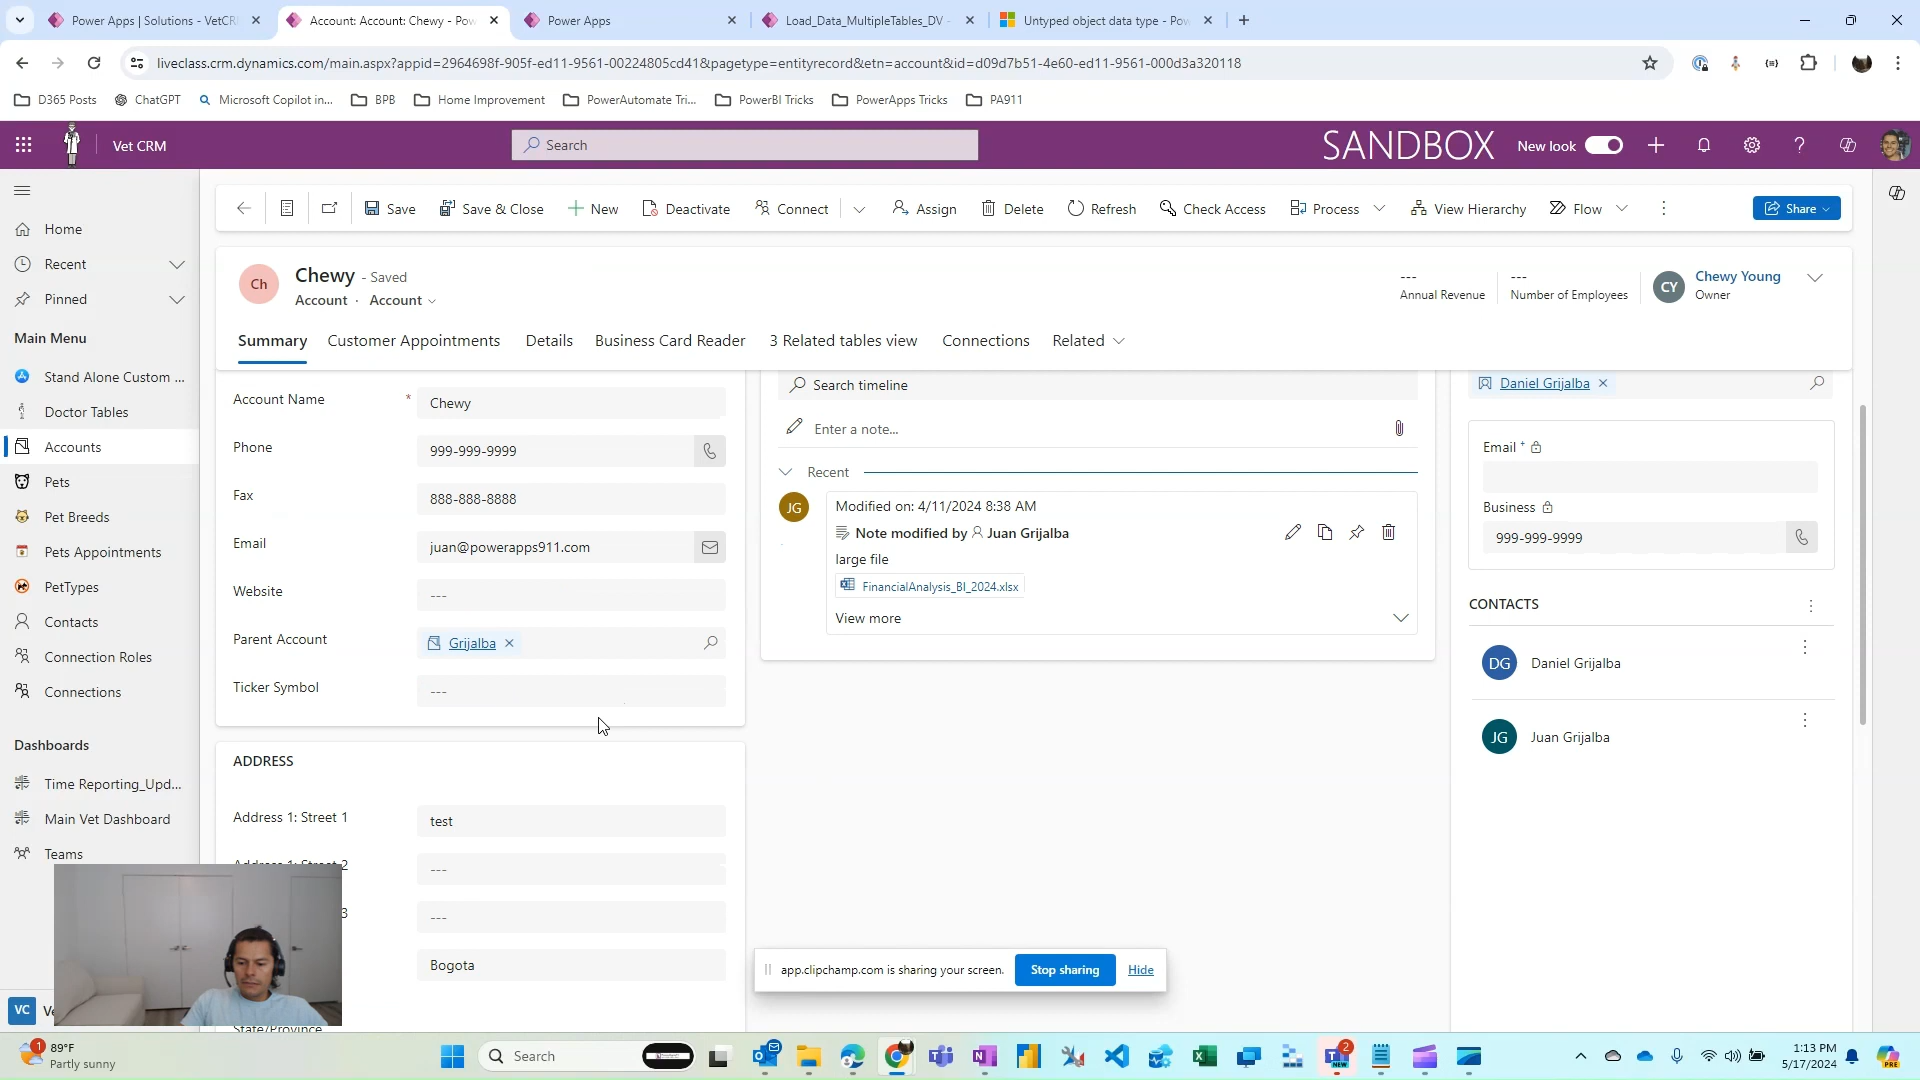 Power Apps | Solutions - VetCR
Account: Account: Chewy - Pow
Power Apps
Load_Data_MultipleTables_DV -
Untyped object data type - Pow
liveclass.crm.dynamics.com/main.aspx?appid=2964698f-905f-ed11-9561-00224805cd41&pagetype=entityrecord&etn=account&id=d09d7b51-4e60-ed11-9561-000d3a320118
D365 Posts
ChatGPT
Microsoft Copilot in...
BPB
Home Improvement
PowerAutomate Tri...
PowerBI Tricks
PowerApps Tricks
PA911
Vet CRM
Search
SANDBOX
New look
Save
Save & Close
New
Deactivate
Connect
Assign
Delete
Refresh
Check Access
Process
View Hierarchy
Flow
Share
Home
Recent
Pinned
Main Menu
Stand Alone Custom ...
Doctor Tables
Accounts
Pets
Pet Breeds
Pets Appointments
PetTypes
Contacts
Connection Roles
Connections
Dashboards
Time Reporting_Upd...
Main Vet Dashboard
Teams
VC
Ve
Ch
Chewy - Saved
Account · Account
---
Annual Revenue
---
Number of Employees
CY
Chewy Young
Owner
Summary
Customer Appointments
Details
Business Card Reader
3 Related tables view
Connections
Related
Account Name *
Chewy
Phone
999-999-9999
Fax
888-888-8888
Email
juan@powerapps911.com
Website
---
Parent Account
Grijalba
Ticker Symbol
---
ADDRESS
Address 1: Street 1
test
Address 1: Street 2
---
3
---
Bogota
State/Province
Search timeline
Enter a note...
Recent
JG
Modified on: 4/11/2024 8:38 AM
Note modified by Juan Grijalba
large file
FinancialAnalysis_BI_2024.xlsx
View more
Daniel Grijalba
Email +
Business
999-999-9999
CONTACTS
DG
Daniel Grijalba
JG
Juan Grijalba
app.clipchamp.com is sharing your screen.
Stop sharing
Hide
1
89°F
Partly sunny
Search
2
NEW
1:13 PM
5/17/2024
PRE